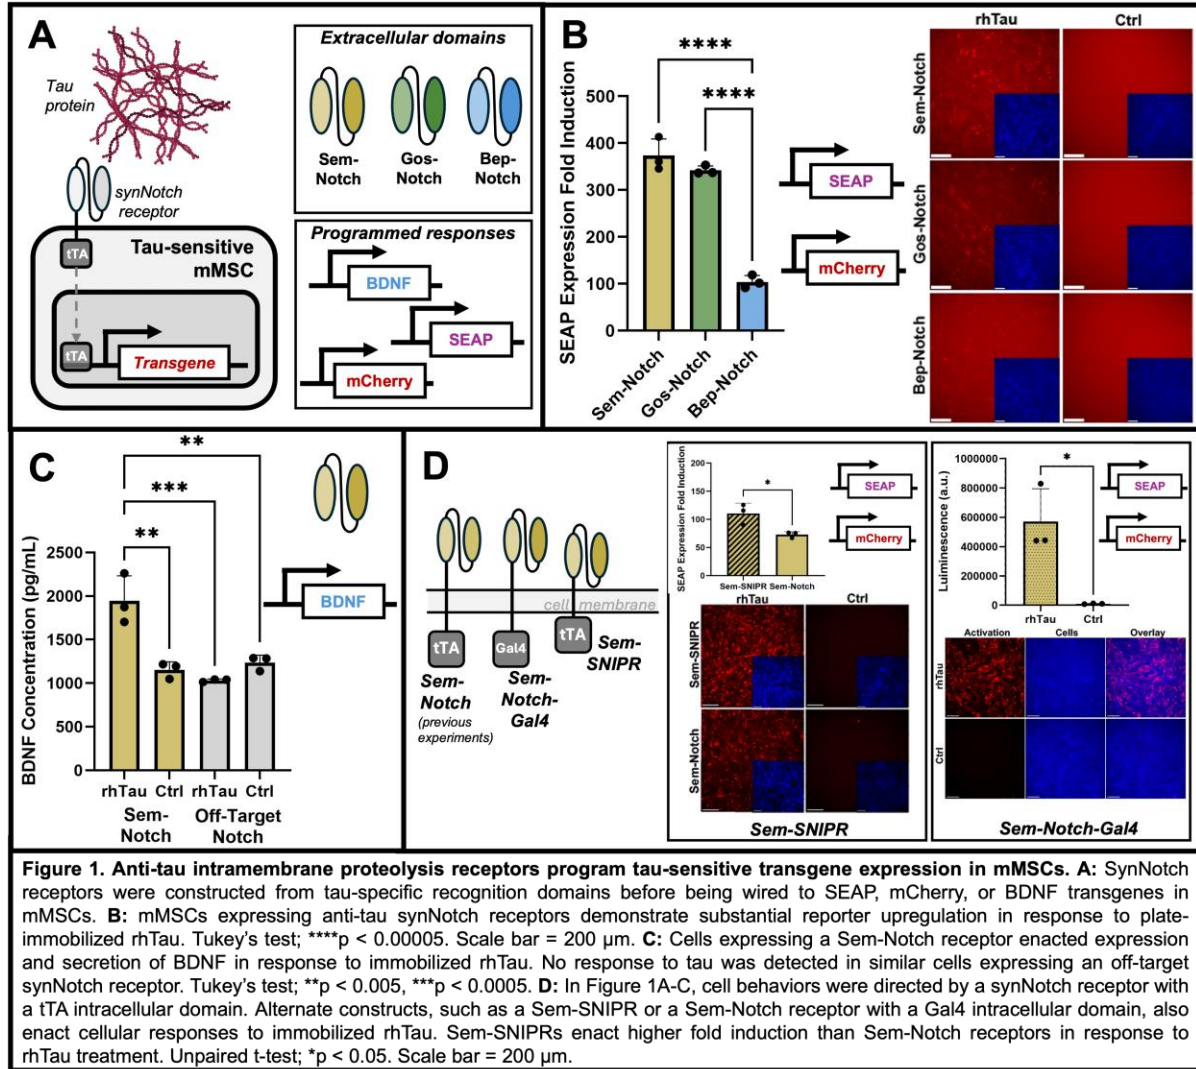 A
Tau
protein
synNotch
receptor
tTA
Tau-sensitive
mMSC
tTA
Transgene
Extracellular domains
Sem-
Notch
Gos-
Notch
Bep-
Notch
Programmed responses
BDNF
SEAP
mCherry
B
SEAP Expression Fold Induction
500
400
300
200
100
0
****
****
Sem-Notch
Gos-Notch
Bep-Notch
SEAP
mCherry
rhTau
Ctrl
Sem-Notch
Gos-Notch
Bep-Notch
C
BDNF Concentration (pg/mL)
2500
2000
1500
1000
500
0
**
***
**
rhTau Ctrl rhTau Ctrl
Sem-
Notch
Off-Target
Notch
BDNF
D
cell membrane
tTA
Gal4
tTA
Sem-
Notch
(previous
experiments)
Sem-
Notch-
Gal4
Sem-
SNIPR
SEAP Expression Fold Induction
200
150
100
50
0
*
Sem-SNIPR Sem-Notch
SEAP
mCherry
rhTau
Ctrl
Sem-SNIPR
Sem-Notch
Sem-SNIPR
Luiminescence (a.u.)
1000000
800000
600000
400000
200000
0
*
rhTau Ctrl
SEAP
mCherry
Activation Cells Overlay
rhTau
Ctrl
Sem-Notch-Gal4
Figure 1. Anti-tau intramembrane proteolysis receptors program tau-sensitive transgene expression in mMSCs. A: SynNotch
receptors were constructed from tau-specific recognition domains before being wired to SEAP, mCherry, or BDNF transgenes in
mMSCs. B: mMSCs expressing anti-tau synNotch receptors demonstrate substantial reporter upregulation in response to plate-
immobilized rhTau. Tukey's test; ****p < 0.00005. Scale bar = 200 μm. C: Cells expressing a Sem-Notch receptor enacted expression
and secretion of BDNF in response to immobilized rhTau. No response to tau was detected in similar cells expressing an off-target
synNotch receptor. Tukey's test; **p < 0.005, ***p < 0.0005. D: In Figure 1A-C, cell behaviors were directed by a synNotch receptor with
a tTA intracellular domain. Alternate constructs, such as a Sem-SNIPR or a Sem-Notch receptor with a Gal4 intracellular domain, also
enact cellular responses to immobilized rhTau. Sem-SNIPRs enact higher fold induction than Sem-Notch receptors in response to
rhTau treatment. Unpaired t-test; *p < 0.05. Scale bar = 200 μm.